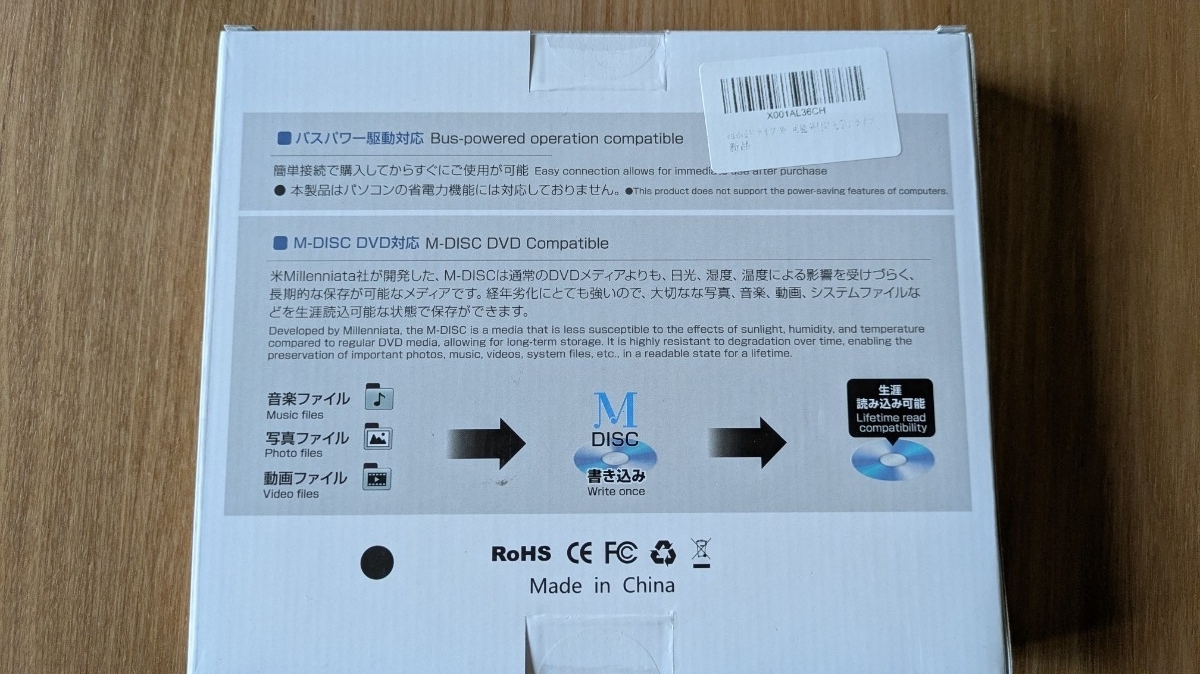 X001AL36CH
新品
■ バスパワー駆動対応 Bus-powered operation compatible
簡単接続で購入してからすぐにご使用が可能 Easy connection allows for use after purchase
● 本製品はパソコンの省電力機能には対応しておりません。 ●This product does not support the power-saving features of computers.
■ M-DISC DVD対応 M-DISC DVD Compatible
米Millenniata社が開発した、M-DISCは通常のDVDメディアよりも、日光、湿度、温度による影響を受けづらく、
長期的な保存が可能なメディアです。経年劣化にとても強いので、大切なな写真、音楽、動画、システムファイルな
どを生涯読込可能な状態で保存ができます。
Developed by Millenniata, the M-DISC is a media that is less susceptible to the effects of sunlight, humidity, and temperature
compared to regular DVD media, allowing for long-term storage. It is highly resistant to degradation over time, enabling the
preservation of important photos, music, videos, system files, etc., in a readable state for a lifetime.
音楽ファイル
Music files
写真ファイル
Photo files
動画ファイル
Video files
M
DISC
書き込み
Write once
生涯
読み込み可能
Lifetime read
compatibility
RoHS CE FC
Made in China